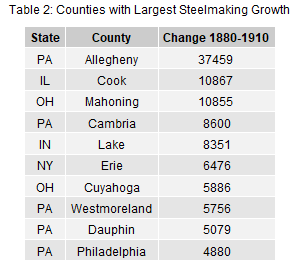 Table 2: Counties with Largest Steelmaking Growth
State County Change 1880-1910
PA Allegheny 37459
IL Cook 10867
OH Mahoning 10855
PA Cambria 8600
IN Lake 8351
NY Erie 6476
OH Cuyahoga 5886
PA Westmoreland 5756
PA Dauphin 5079
PA Philadelphia 4880